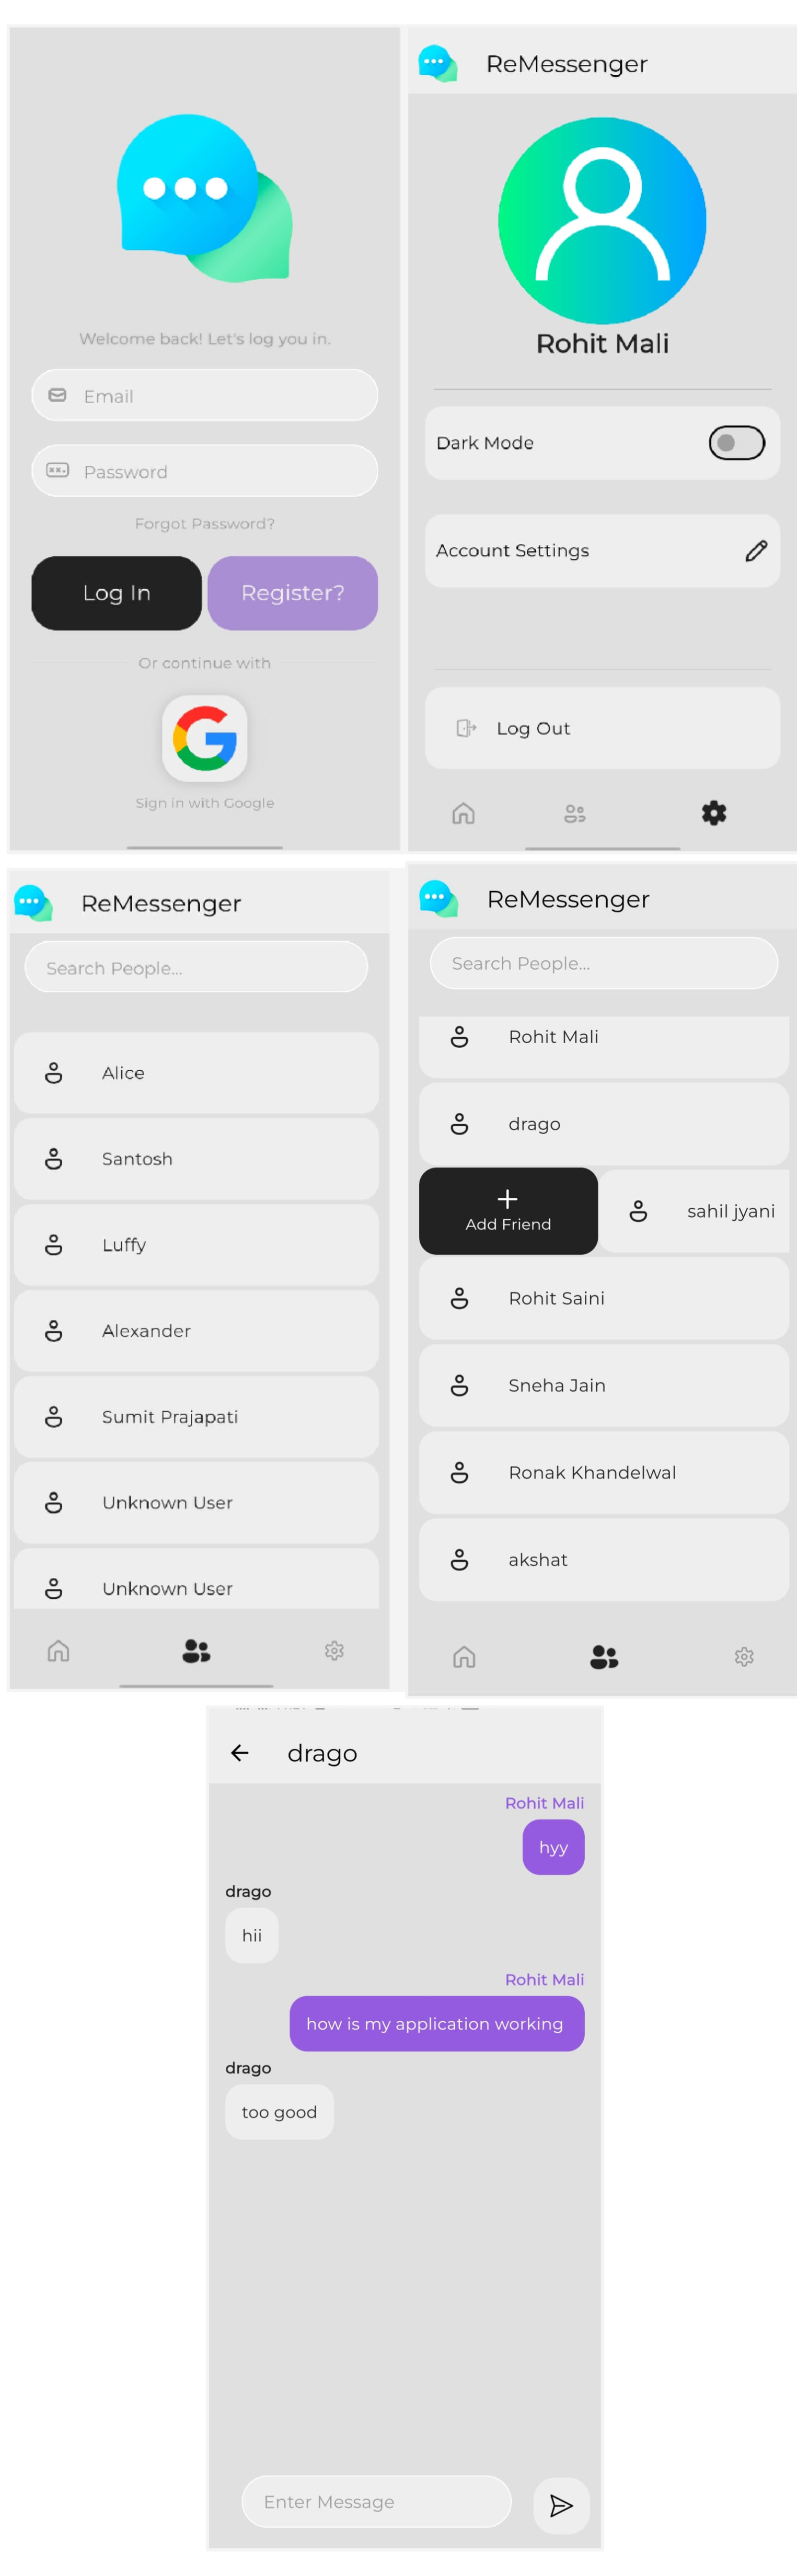 Welcome back! Let's log you in.
Email
xx. Password
Forgot Password?
Log In Register?
Or continue with
Sign in with Google
ReMessenger
Rohit Mali
Dark Mode
Account Settings
Log Out
ReMessenger
Search People...
Alice
Santosh
Luffy
Alexander
Sumit Prajapati
Unknown User
Unknown User
ReMessenger
Search People...
Rohit Mali
drago
Add Friend
sahil jyani
Rohit Saini
Sneha Jain
Ronak Khandelwal
akshat
drago
Rohit Mali
hyy
drago
hii
Rohit Mali
how is my application working
drago
too good
Enter Message